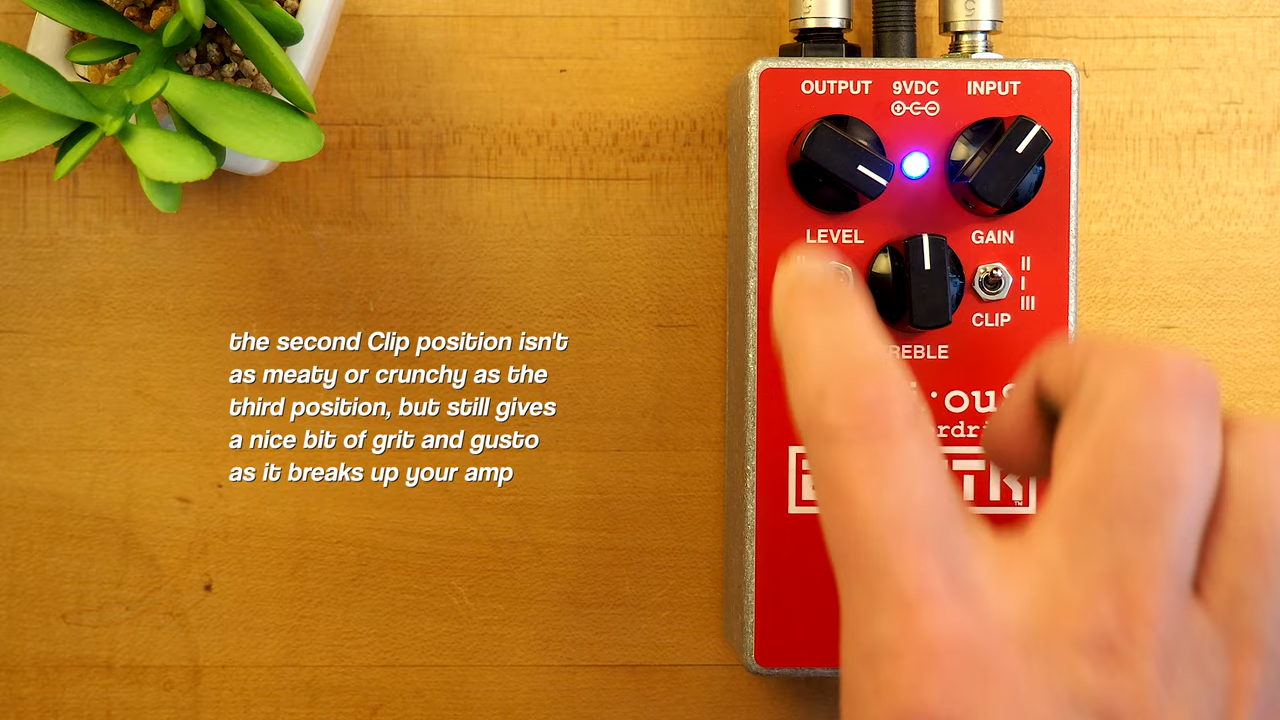 OUTPUT 9VDC INPUT
LEVEL
GAIN
II
I
III
CLIP
the second Clip position isn't
as meaty or crunchy as the
third position, but still gives
a nice bit of grit and gusto
as it breaks up your amp